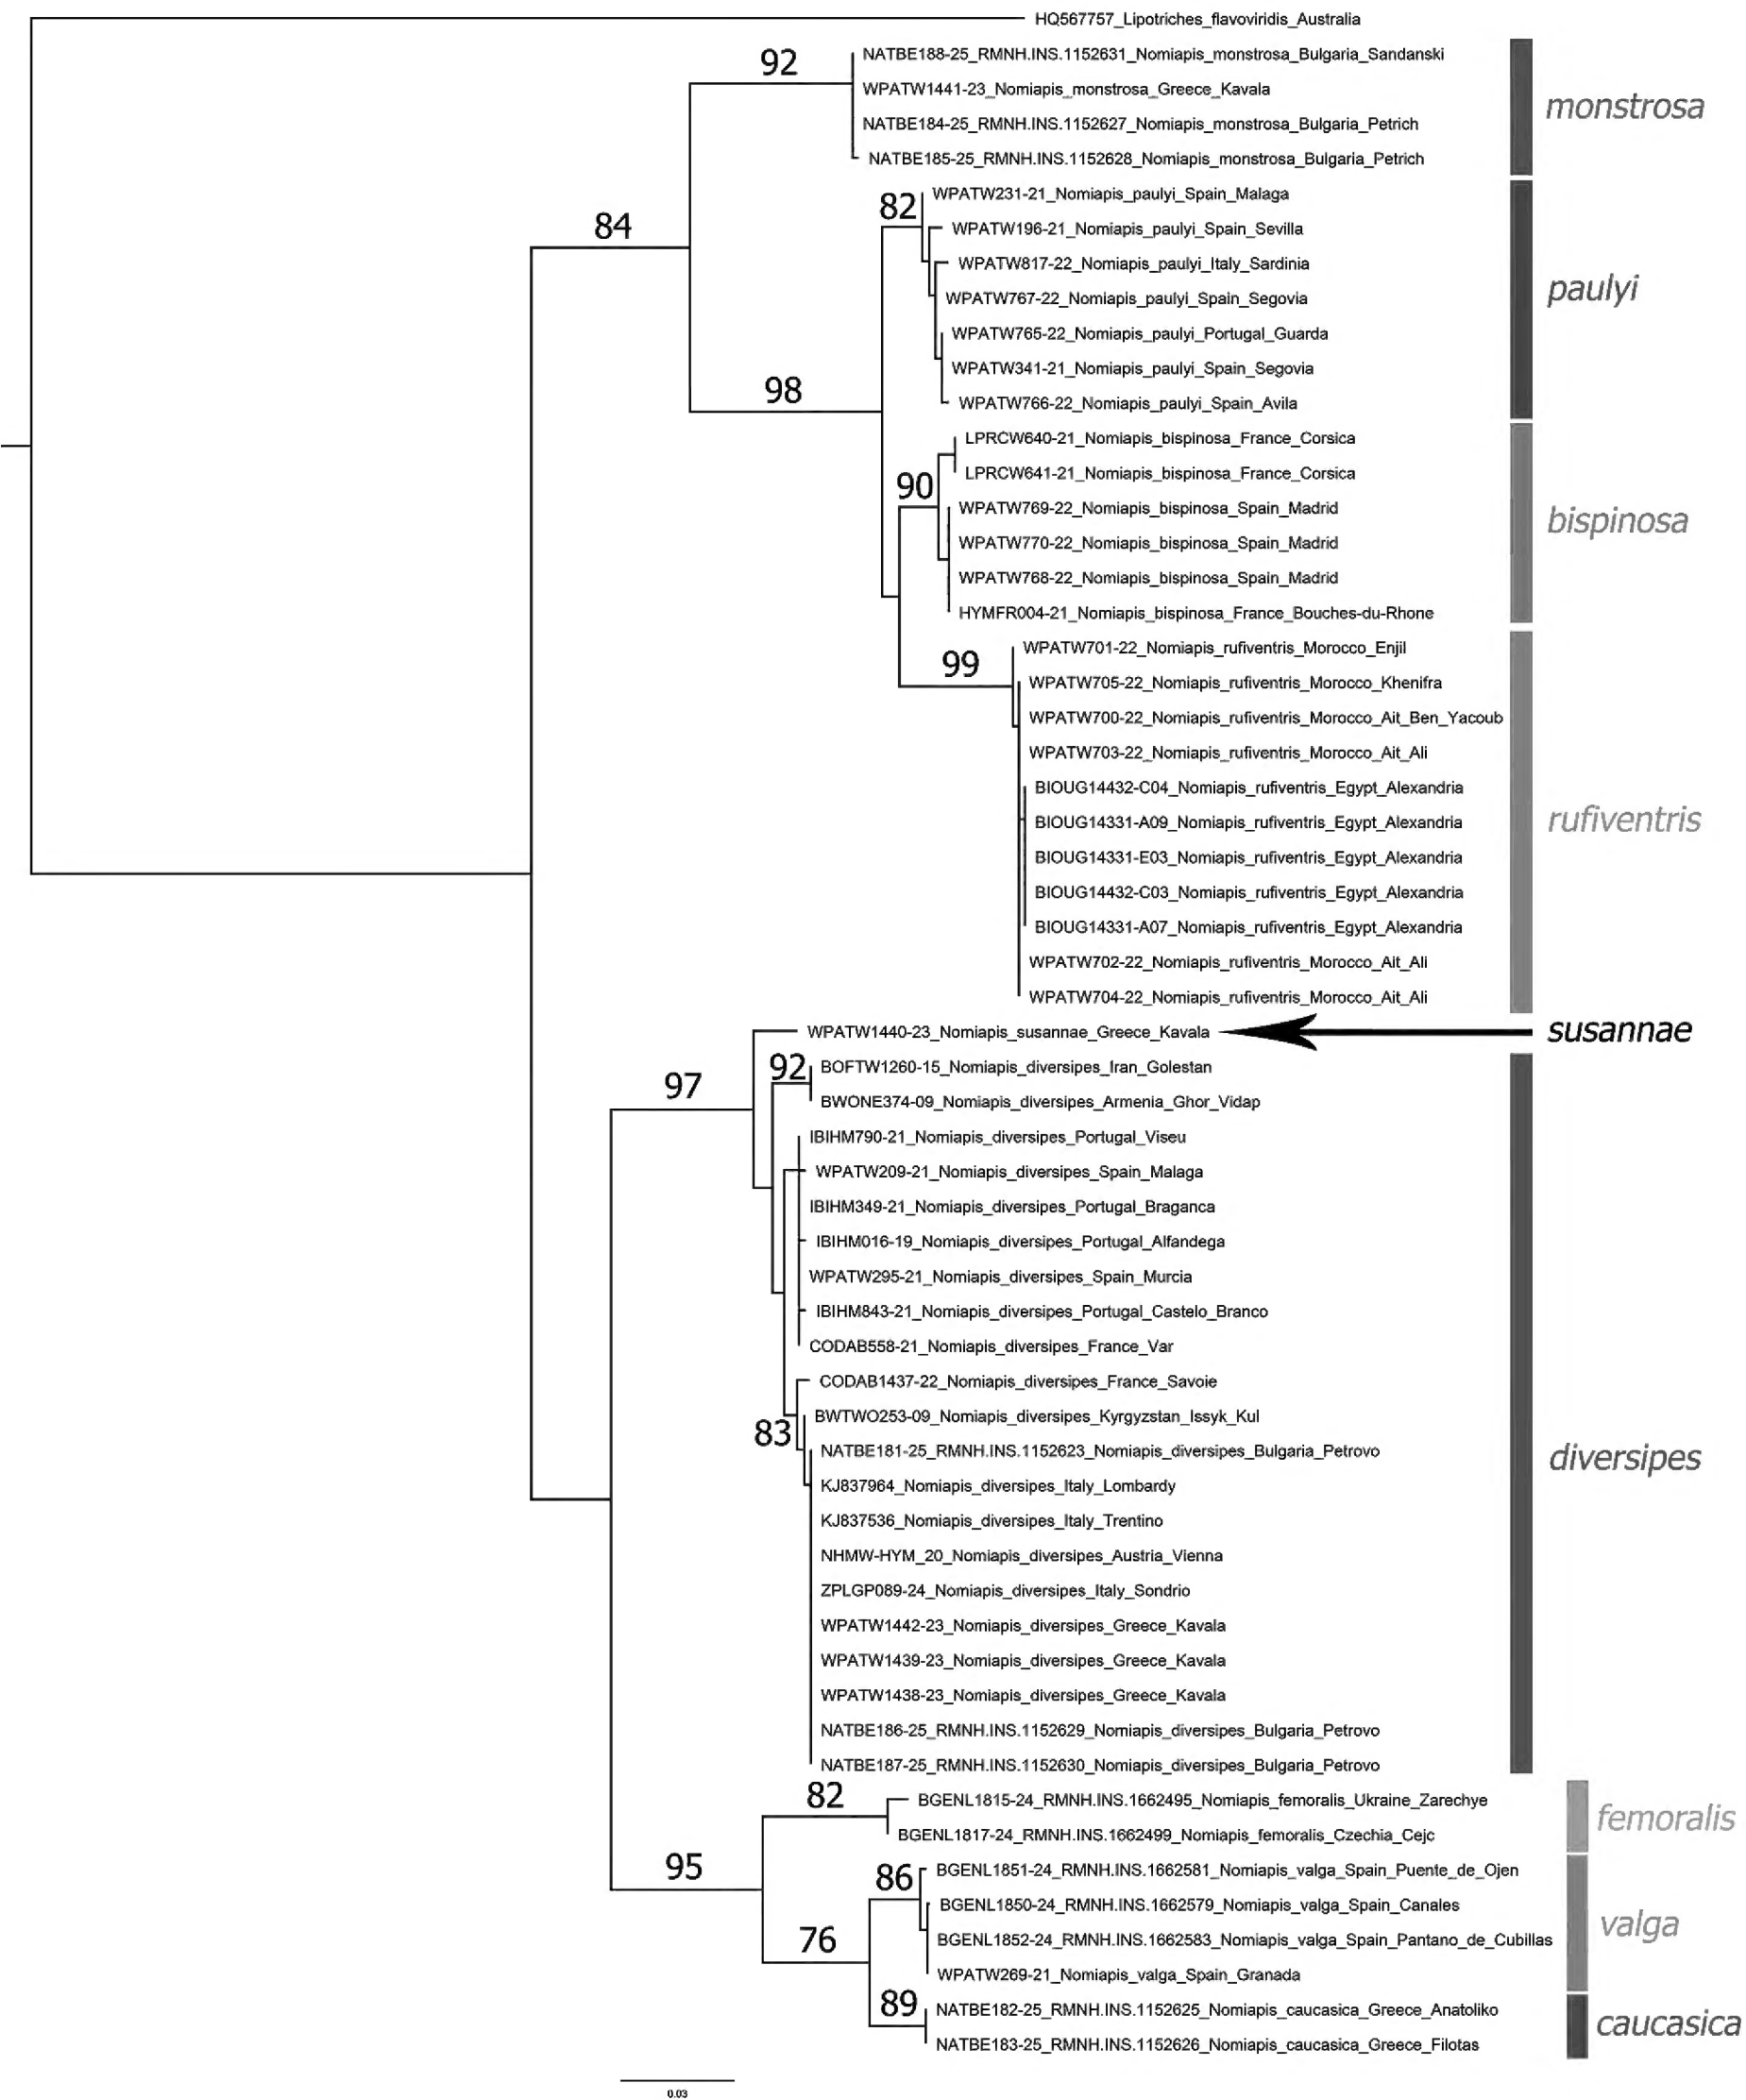 HQ567757_Lipotriches_flavoviridis_Australia
92
NATBE188-25_RMNH.INS.1152631_Nomiapis_monstrosa_Bulgaria_Sandanski
WPATW1441-23_Nomiapis_monstrosa_Greece_Kavala
monstrosa
NATBE184-25_RMNH.INS.1152627_Nomiapis_monstrosa_Bulgaria_Petrich
NATBE185-25_RMNH.INS.1152628_Nomiapis_monstrosa_Bulgaria_Petrich
84
82
WPATW231-21_Nomiapis_paulyi_Spain_Malaga
WPATW196-21_Nomiapis_paulyi_Spain_Sevilla
WPATW817-22_Nomiapis_paulyi_Italy_Sardinia
paulyi
WPATW767-22_Nomiapis_paulyi_Spain_Segovia
WPATW765-22_Nomiapis_paulyi_Portugal_Guarda
WPATW341-21_Nomiapis_paulyi_Spain_Segovia
98
WPATW766-22_Nomiapis_paulyi_Spain_Avila
LPRCW640-21_Nomiapis_bispinosa_France_Corsica
LPRCW641-21_Nomiapis_bispinosa_France_Corsica
90
WPATW769-22_Nomiapis_bispinosa_Spain_Madrid
bispinosa
WPATW770-22_Nomiapis_bispinosa_Spain_Madrid
WPATW768-22_Nomiapis_bispinosa_Spain_Madrid
HYMFR004-21_Nomiapis_bispinosa_France_Bouches-du-Rhone
99
WPATW701-22_Nomiapis_rufiventris_Morocco_Enjil
WPATW705-22_Nomiapis_rufiventris_Morocco_Khenifra
WPATW700-22_Nomiapis_rufiventris_Morocco_Ait_Ben_Yacoub
WPATW703-22_Nomiapis_rufiventris_Morocco_Ait_Ali
BIOUG14432-C04_Nomiapis_rufiventris_Egypt_Alexandria
BIOUG14331-A09_Nomiapis_rufiventris_Egypt_Alexandria
rufiventris
BIOUG14331-E03_Nomiapis_rufiventris_Egypt_Alexandria
BIOUG14432-C03_Nomiapis_rufiventris_Egypt_Alexandria
BIOUG14331-A07_Nomiapis_rufiventris_Egypt_Alexandria
WPATW702-22_Nomiapis_rufiventris_Morocco_Ait_Ali
WPATW704-22_Nomiapis_rufiventris_Morocco_Ait_Ali
WPATW1440-23_Nomiapis_susannae_Greece_Kavala
susannae
97
92
BOFTW1260-15_Nomiapis_diversipes_Iran_Golestan
BWONE374-09_Nomiapis_diversipes_Armenia_Ghor_Vidap
IBIHM790-21_Nomiapis_diversipes_Portugal_Viseu
WPATW209-21_Nomiapis_diversipes_Spain_Malaga
IBIHM349-21_Nomiapis_diversipes_Portugal_Braganca
IBIHM016-19_Nomiapis_diversipes_Portugal_Alfandega
WPATW295-21_Nomiapis_diversipes_Spain_Murcia
IBIHM843-21_Nomiapis_diversipes_Portugal_Castelo_Branco
CODAB558-21_Nomiapis_diversipes_France_Var
CODAB1437-22_Nomiapis_diversipes_France_Savoie
83
BWTWO253-09_Nomiapis_diversipes_Kyrgyzstan_Issyk_Kul
NATBE181-25_RMNH.INS.1152623_Nomiapis_diversipes_Bulgaria_Petrovo
diversipes
KJ837964_Nomiapis_diversipes_Italy_Lombardy
KJ837536_Nomiapis_diversipes_Italy_Trentino
NHMW-HYM_20_Nomiapis_diversipes_Austria_Vienna
ZPLGP089-24_Nomiapis_diversipes_Italy_Sondrio
WPATW1442-23_Nomiapis_diversipes_Greece_Kavala
WPATW1439-23_Nomiapis_diversipes_Greece_Kavala
WPATW1438-23_Nomiapis_diversipes_Greece_Kavala
NATBE186-25_RMNH.INS.1152629_Nomiapis_diversipes_Bulgaria_Petrovo
NATBE187-25_RMNH.INS.1152630_Nomiapis_diversipes_Bulgaria_Petrovo
82
BGENL1815-24_RMNH.INS.1662495_Nomiapis_femoralis_Ukraine_Zarechye
femoralis
BGENL1817-24_RMNH.INS.1662499_Nomiapis_femoralis_Czechia_Cejc
95
86
BGENL1851-24_RMNH.INS.1662581_Nomiapis_valga_Spain_Puente_de_Ojen
BGENL1850-24_RMNH.INS.1662579_Nomiapis_valga_Spain_Canales
valga
76
BGENL1852-24_RMNH.INS.1662583_Nomiapis_valga_Spain_Pantano_de_Cubillas
WPATW269-21_Nomiapis_valga_Spain_Granada
89
NATBE182-25_RMNH.INS.1152625_Nomiapis_caucasica_Greece_Anatoliko
caucasica
NATBE183-25_RMNH.INS.1152626_Nomiapis_caucasica_Greece_Filotas
0.03